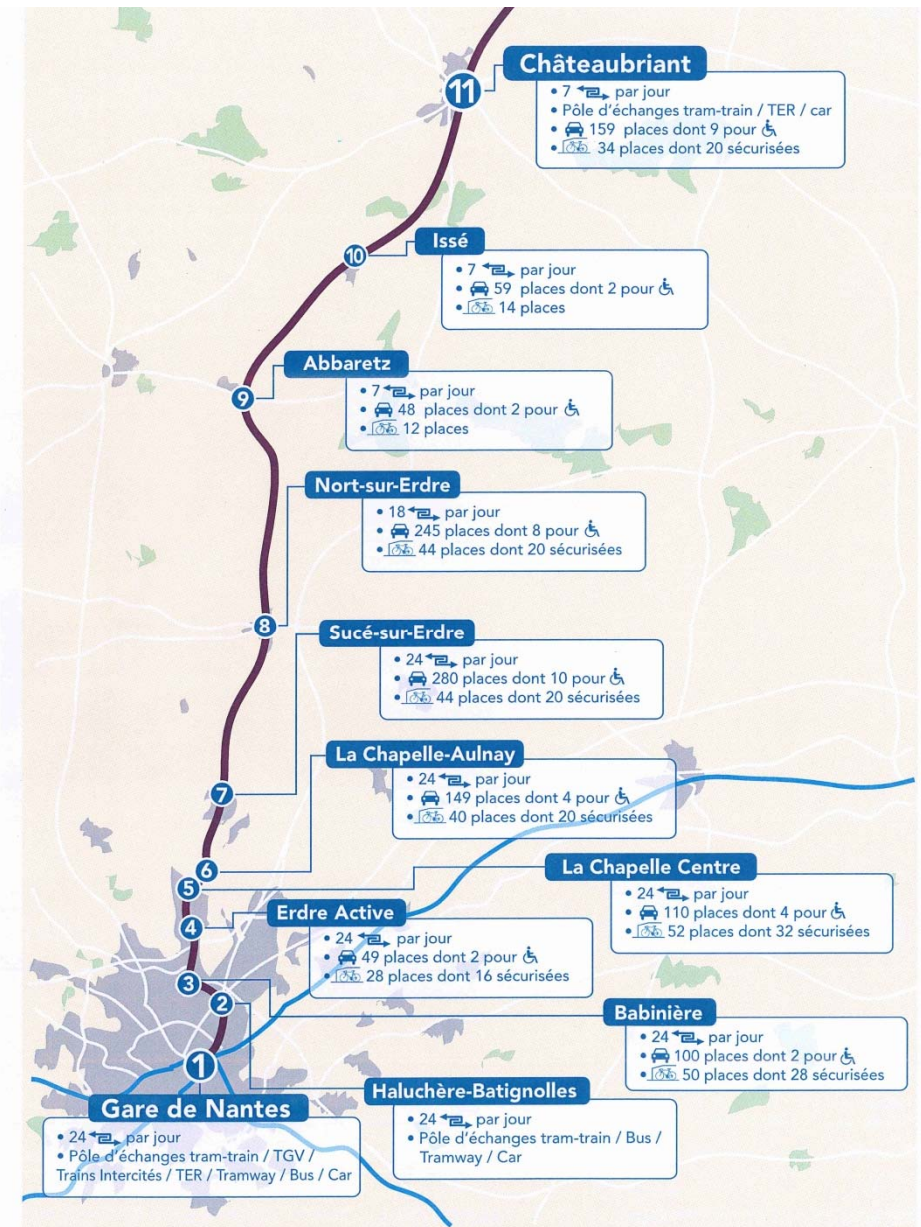 11
Châteaubriant
• 7 par jour
• Pôle d'échanges tram-train / TER / car
• 159 places dont 9 pour
• 34 places dont 20 sécurisées
10
Issé
• 7 par jour
• 59 places dont 2 pour
• 14 places
9
Abbaretz
• 7 par jour
• 48 places dont 2 pour
• 12 places
8
Nort-sur-Erdre
• 18 par jour
• 245 places dont 8 pour
• 44 places dont 20 sécurisées
7
Sucé-sur-Erdre
• 24 par jour
• 280 places dont 10 pour
• 44 places dont 20 sécurisées
6
La Chapelle-Aulnay
• 24 par jour
• 149 places dont 4 pour
• 40 places dont 20 sécurisées
5
La Chapelle Centre
• 24 par jour
• 110 places dont 4 pour
• 52 places dont 32 sécurisées
4
Erdre Active
• 24 par jour
• 49 places dont 2 pour
• 28 places dont 16 sécurisées
3
Babinière
• 24 par jour
• 100 places dont 2 pour
• 50 places dont 28 sécurisées
2
Haluchère-Batignolles
• 24 par jour
• Pôle d'échanges tram-train / Bus /
Tramway / Car
1
Gare de Nantes
• 24 par jour
• Pôle d'échanges tram-train / TGV /
Trains Intercités / TER / Tramway / Bus / Car